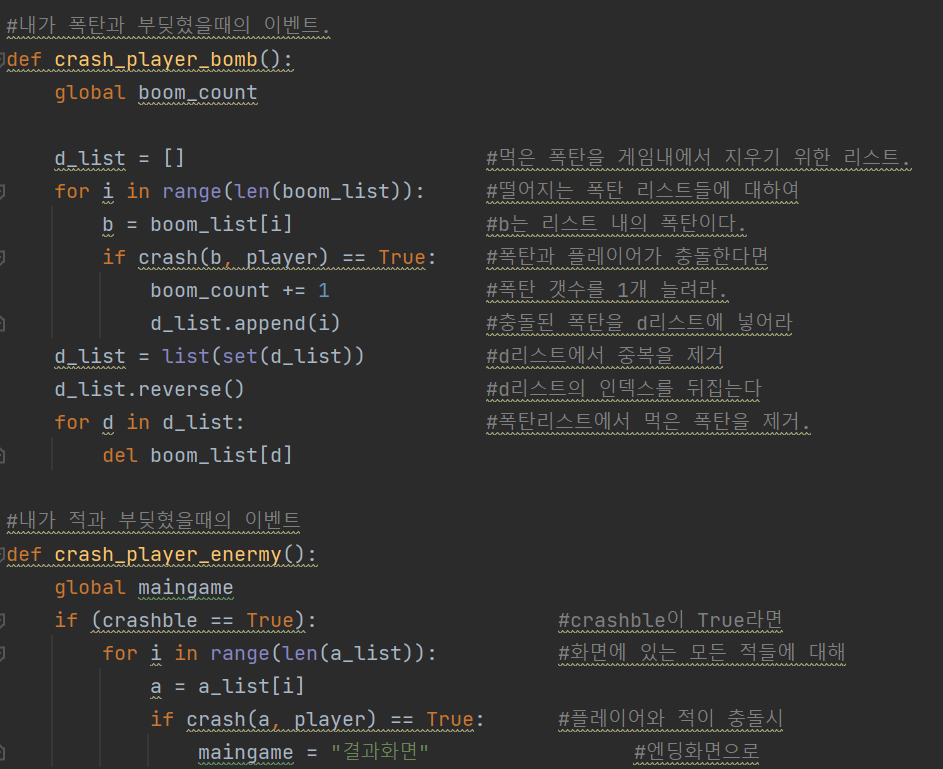 #내가 폭탄과 부딪혔을때의 이벤트.
def crash_player_bomb():
    global boom_count

    d_list = []                         #먹은 폭탄을 게임내에서 지우기 위한 리스트.
    for i in range(len(boom_list)):     #떨어지는 폭탄 리스트들에 대하여
        b = boom_list[i]                #b는 리스트 내의 폭탄이다.
        if crash(b, player) == True:    #폭탄과 플레이어가 충돌한다면
            boom_count += 1             #폭탄 갯수를 1개 늘려라.
            d_list.append(i)            #충돌된 폭탄을 d리스트에 넣어라
    d_list = list(set(d_list))          #d리스트에서 중복을 제거
    d_list.reverse()                    #d리스트의 인덱스를 뒤집는다
    for d in d_list:                    #폭탄리스트에서 먹은 폭탄을 제거.
        del boom_list[d]

#내가 적과 부딪혔을때의 이벤트
def crash_player_enermy():
    global maingame
    if (crashble == True):                    #crashble이 True라면
        for i in range(len(a_list)):          #화면에 있는 모든 적들에 대해
            a = a_list[i]
            if crash(a, player) == True:      #플레이어와 적이 충돌시
                maingame = "결과화면"                 #엔딩화면으로